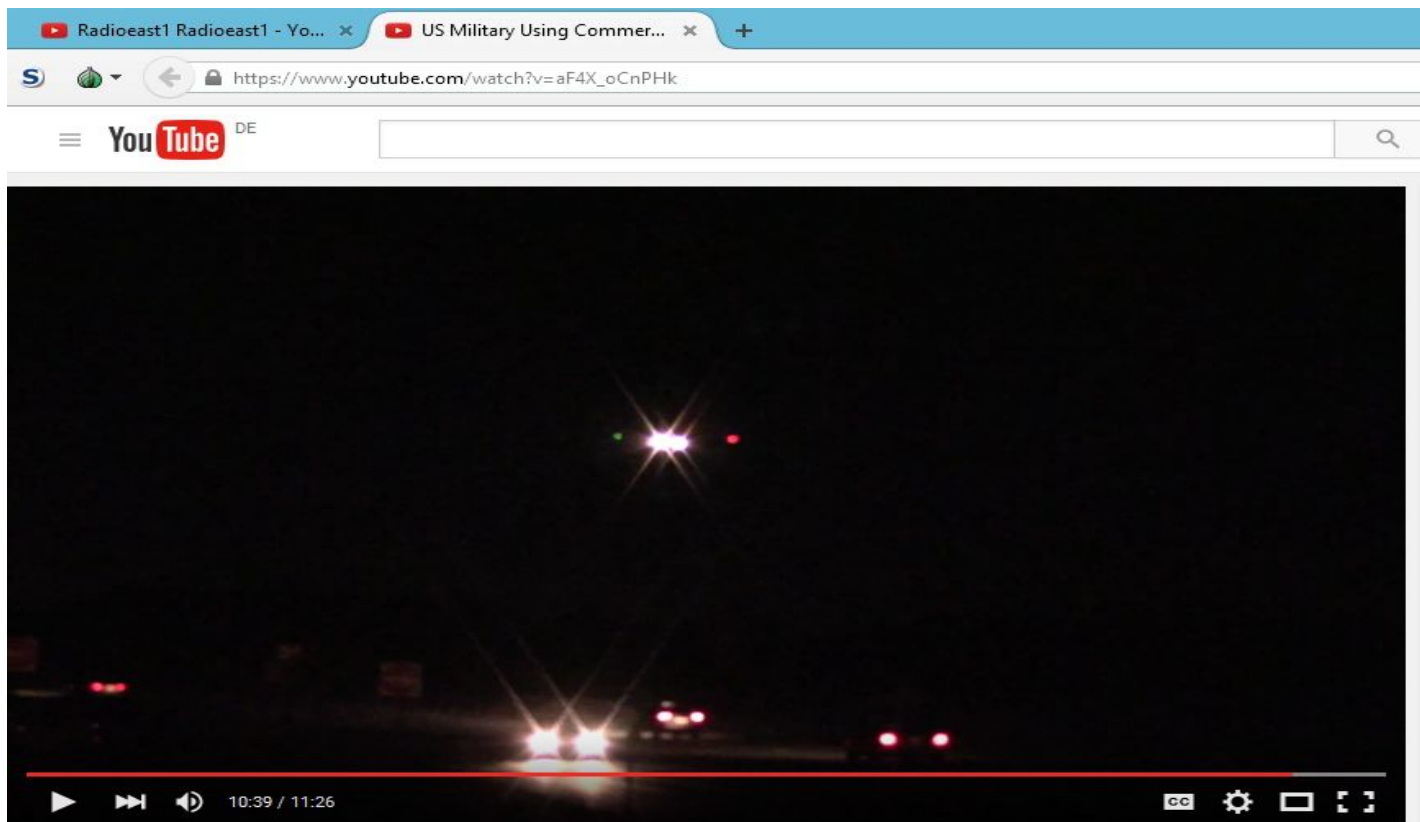 Radioeast1 Radioeast1 - Yo... × US Military Using Commer... × +
S https://www.youtube.com/watch?v=aF4X_oCnPHk
YouTube DE
10:39 / 11:26 CC